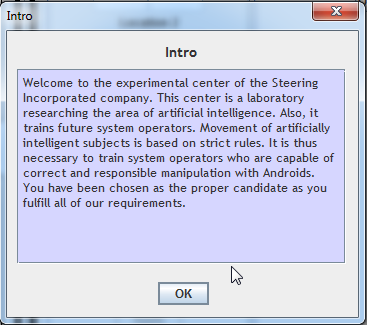 Intro
Intro
Welcome to the experimental center of the Steering
Incorporated company. This center is a laboratory
researching the area of artificial intelligence. Also, it
trains future system operators. Movement of artificially
intelligent subjects is based on strict rules. It is thus
necessary to train system operators who are capable of
correct and responsible manipulation with Androids.
You have been chosen as the proper candidate as you
fulfill all of our requirements.
OK